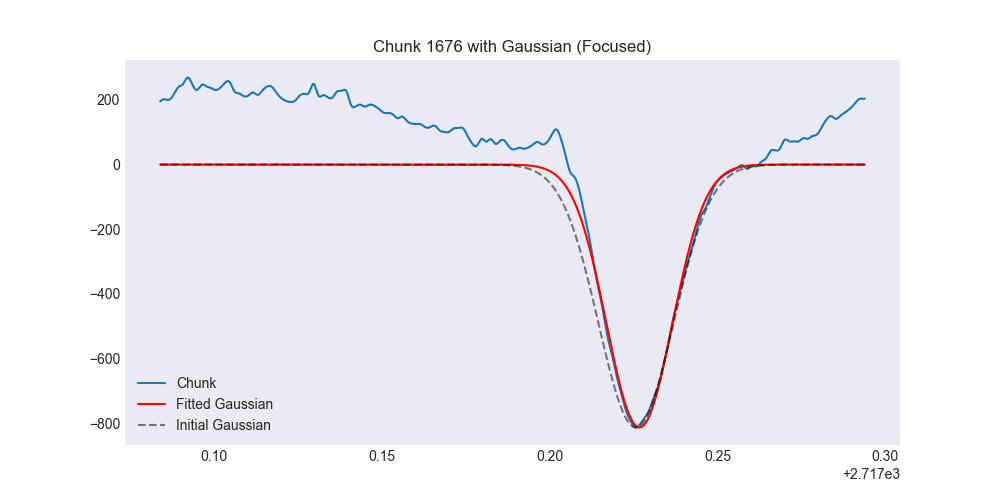 Chunk 1676 with Gaussian (Focused)
200
0
−200
−400
−600
−800
Chunk
Fitted Gaussian
Initial Gaussian
0.10 0.15 0.20 0.25 0.30
+2.717e3